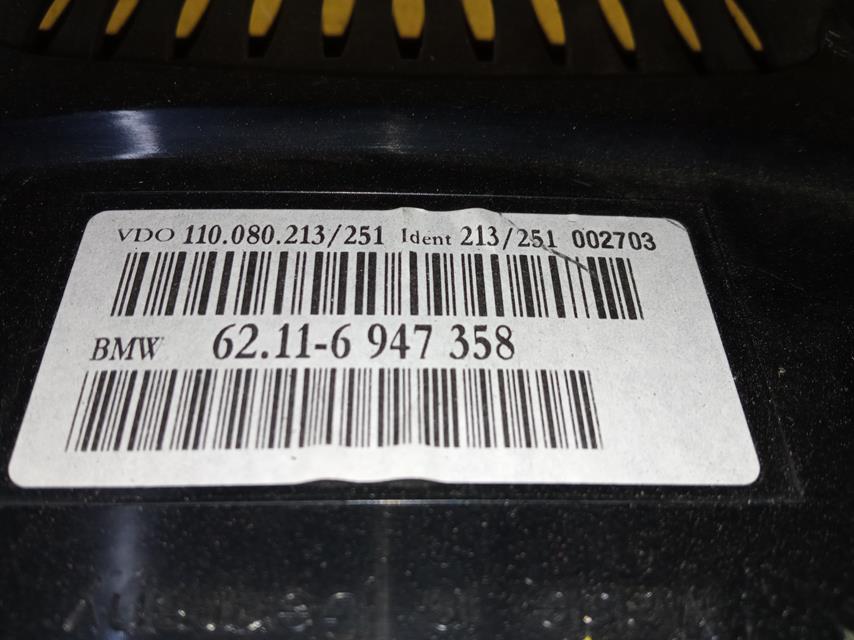 VDO 110.080.213/251 Ident 213/251 002703
BMW 62.11-6 947 358